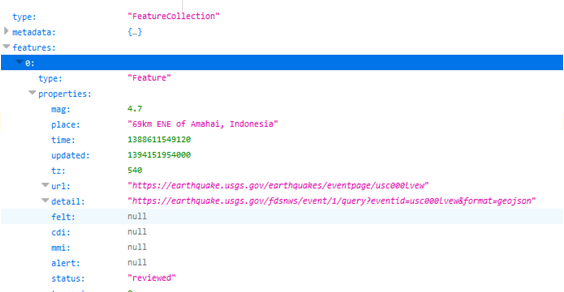 type: "FeatureCollection"
metadata: {…}
features:
0:
type: "Feature"
properties:
mag: 4.7
place: "69km ENE of Amahai, Indonesia"
time: 1388611549120
updated: 1394151954000
tz: 540
url: "https://earthquake.usgs.gov/earthquakes/eventpage/usc000lvew"
detail: "https://earthquake.usgs.gov/fdsnws/event/1/query?eventid=usc000lvew&format=geojson"
felt: null
cdi: null
mmi: null
alert: null
status: "reviewed"